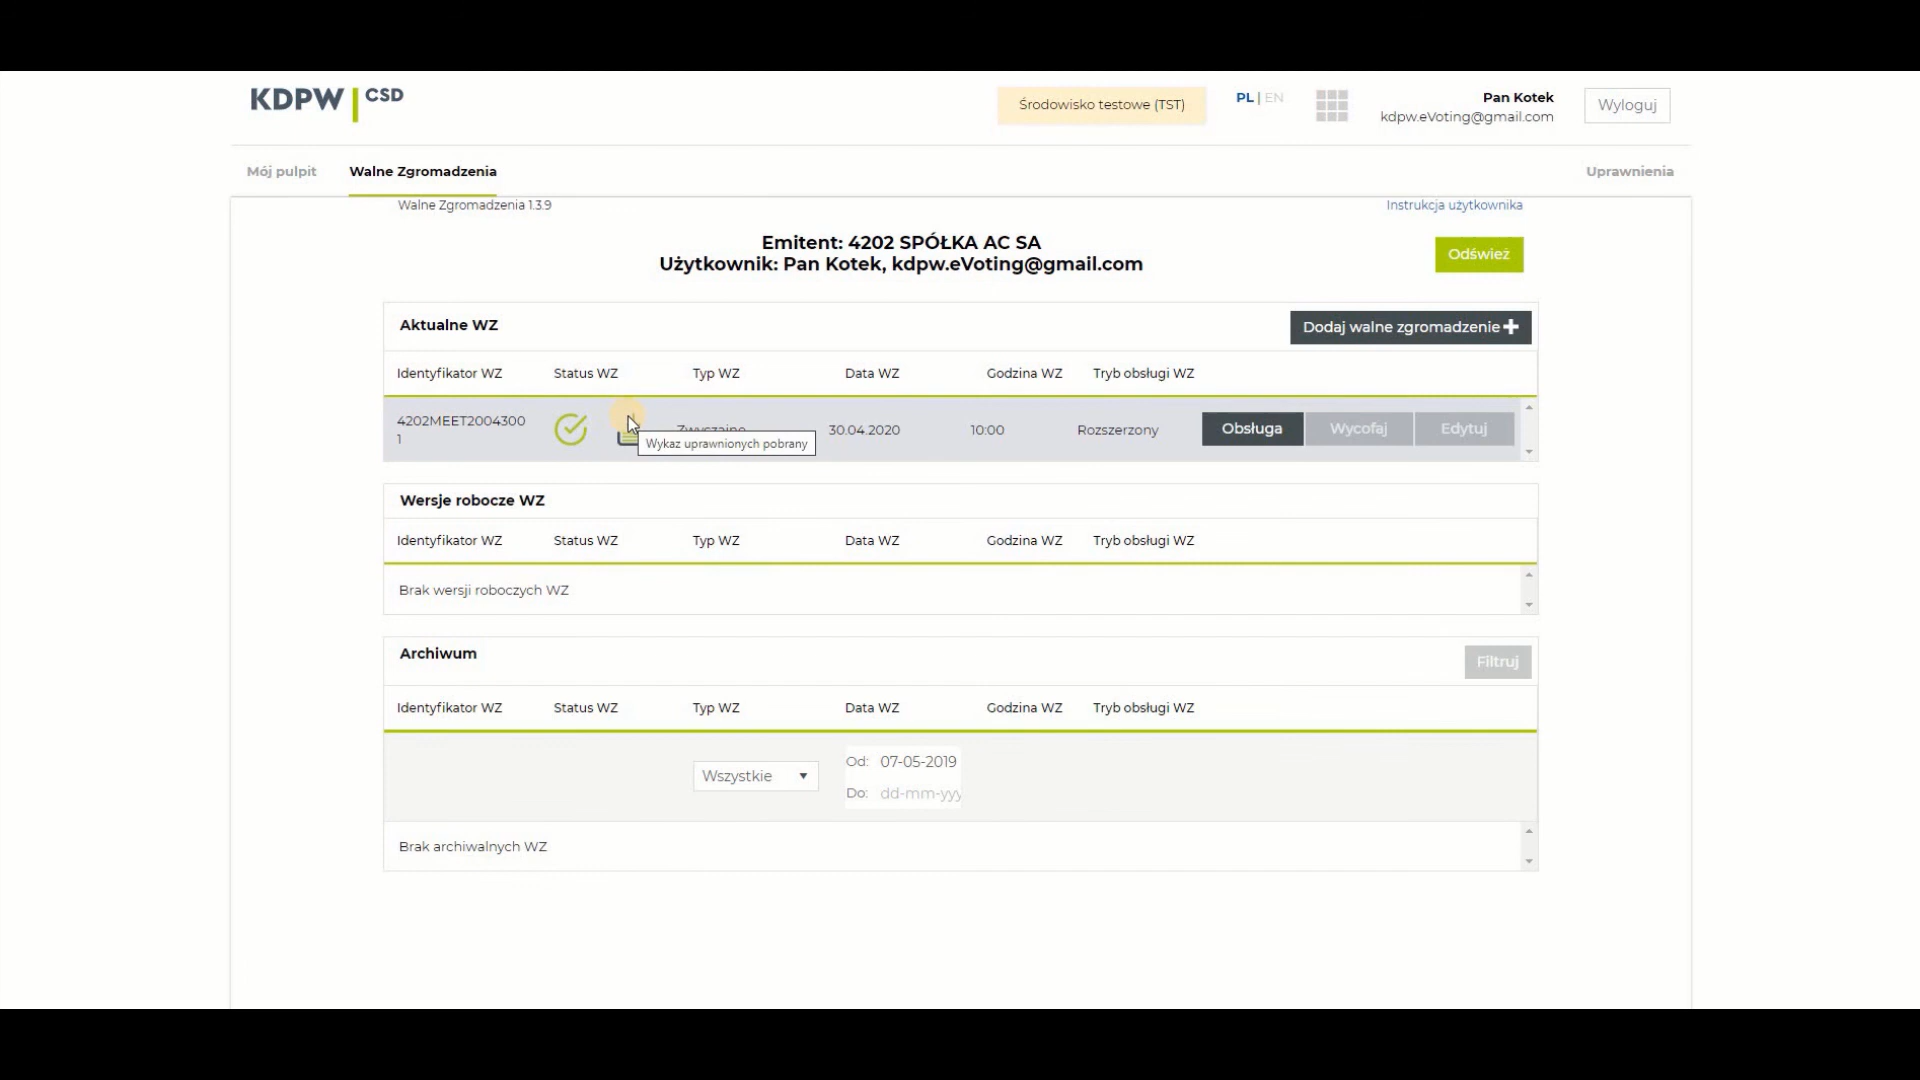 KDPW CSD
Środowisko testowe (TST)
PL | EN
Pan Kotek
kdpw.eVoting@gmail.com
Wyloguj
Mój pulpit
Walne Zgromadzenia
Uprawnienia
Walne Zgromadzenia 1.3.9
Instrukcja użytkownika
Emitent: 4202 SPÓŁKA AC SA
Użytkownik: Pan Kotek, kdpw.eVoting@gmail.com
Odśwież
Aktualne WZ
Dodaj walne zgromadzenie
Identyfikator WZ Status WZ Typ WZ Data WZ Godzina WZ Tryb obsługi WZ
4202MEET2004300
1
Zwyczajne 30.04.2020 10:00 Rozszerzony Obsługa Wycofaj Edytuj
Wykaz uprawnionych pobrany
Wersje robocze WZ
Identyfikator WZ Status WZ Typ WZ Data WZ Godzina WZ Tryb obsługi WZ
Brak wersji roboczych WZ
Archiwum
Filtruj
Identyfikator WZ Status WZ Typ WZ Data WZ Godzina WZ Tryb obsługi WZ
Od: 07-05-2019
Wszystkie
Do: dd-mm-yyy
Brak archiwalnych WZ